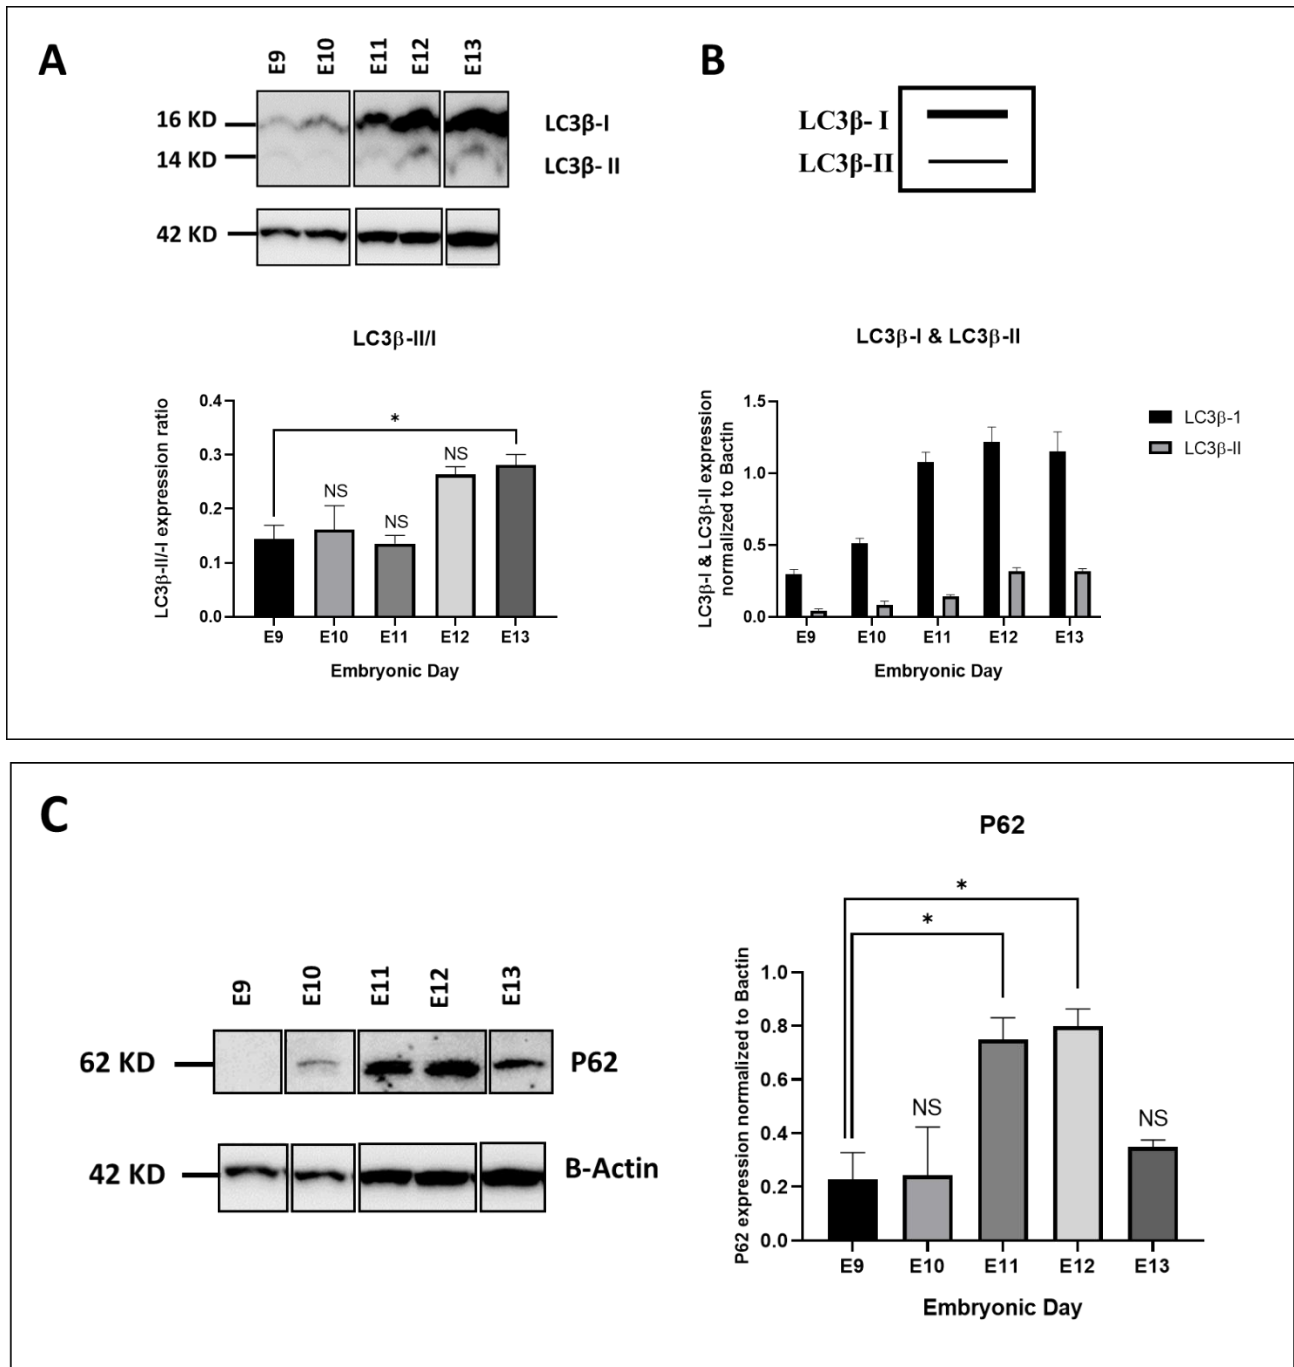 A
E9 E10 E11 E12 E13
16 KD
LC3β-I
14 KD
LC3β- II
42 KD
LC3β-II/I
LC3β-II/-I expression ratio
0.4
0.3
0.2
0.1
0.0
*
NS
NS
NS
E9 E10 E11 E12 E13
Embryonic Day
B
LC3β- I
LC3β-II
LC3β-I & LC3β-II
LC3β-I & LC3β-II expression
normalized to Bactin
1.5
1.0
0.5
0.0
E9 E10 E11 E12 E13
Embryonic Day
LC3β-1
LC3β-II
C
E9 E10 E11 E12 E13
62 KD
P62
42 KD
B-Actin
P62
P62 expression normalized to Bactin
1.0
0.8
0.6
0.4
0.2
0.0
*
*
NS
NS
E9 E10 E11 E12 E13
Embryonic Day